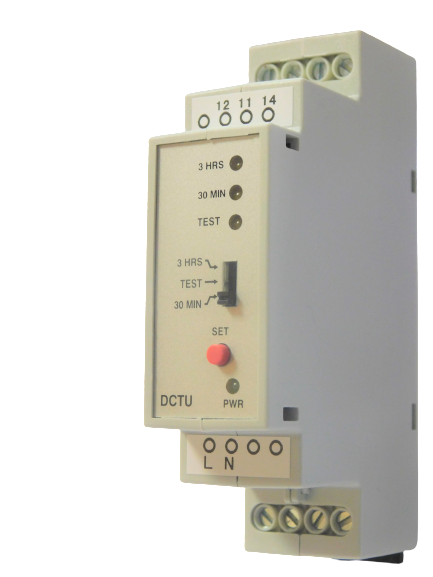 12 11 14
3 HRS
30 MIN
TEST
3 HRS
TEST
30 MIN
SET
PWR
DCTU
L N